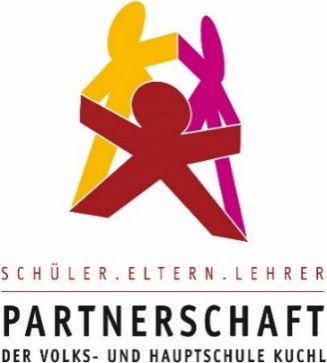 SCHÜLER.ELTERN.LEHRER
PARTNERSCHAFT
DER VOLKS- UND HAUPTSCHULE KUCHL